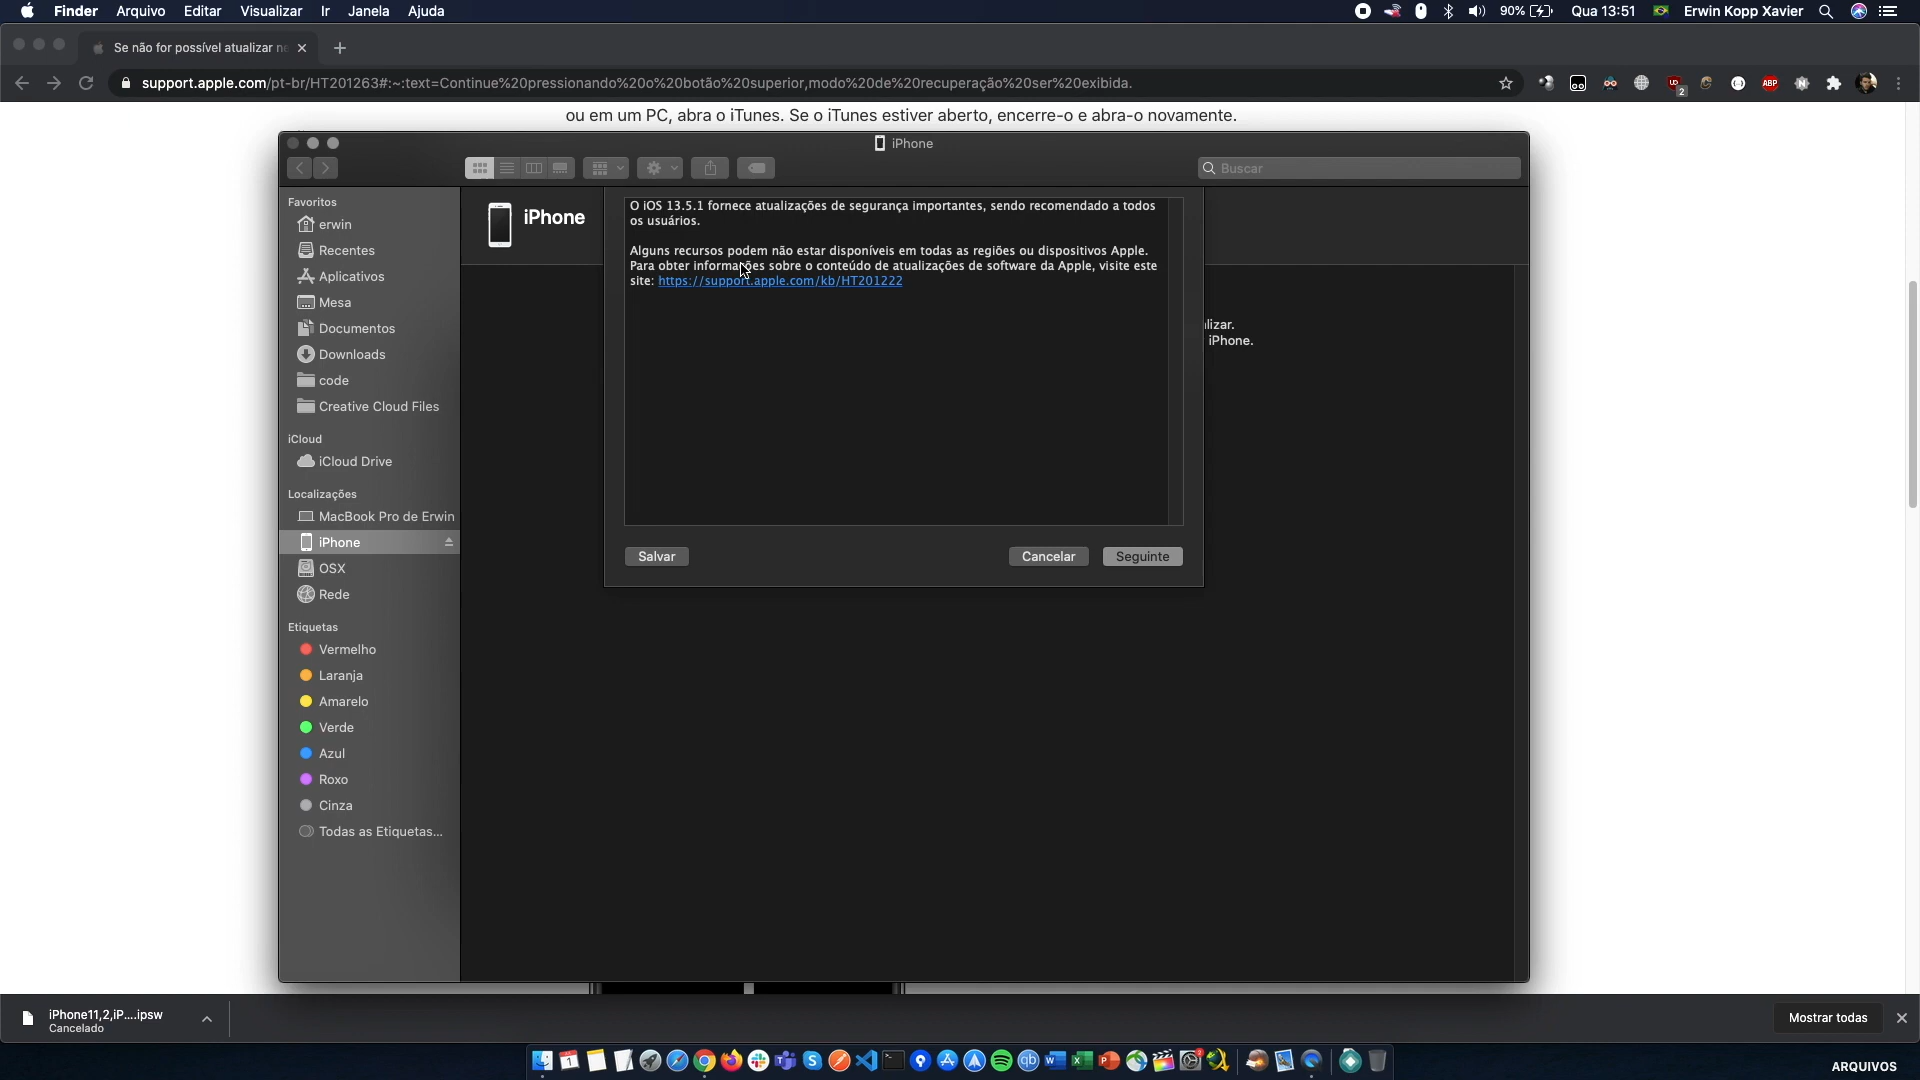 Finder Arquivo Editar Visualizar Ir Janela Ajuda
90% Qua 13:51 Erwin Kopp Xavier
Se não for possível atualizar
support.apple.com/pt-br/HT201263#:~:text=Continue%20pressionando%20o%20botão%20superior,modo%20de%20recuperação%20ser%20exibida.
UD 2 ABP N
ou em um PC, abra o iTunes. Se o iTunes estiver aberto, encerre-o e abra-o novamente.
iPhone
Buscar
Favoritos
erwin
Recentes
Aplicativos
Mesa
Documentos
Downloads
code
Creative Cloud Files
iCloud
iCloud Drive
Localizações
MacBook Pro de Erwin
iPhone
OSX
Rede
Etiquetas
Vermelho
Laranja
Amarelo
Verde
Azul
Roxo
Cinza
Todas as Etiquetas...
iPhone
O iOS 13.5.1 fornece atualizações de segurança importantes, sendo recomendado a todos
os usuários.
Alguns recursos podem não estar disponíveis em todas as regiões ou dispositivos Apple.
Para obter informações sobre o conteúdo de atualizações de software da Apple, visite este
site: https://support.apple.com/kb/HT201222
lizar.
iPhone.
Salvar Cancelar Seguinte
iPhone11,2,iP....ipsw
Cancelado
Mostrar todas
ARQUIVOS